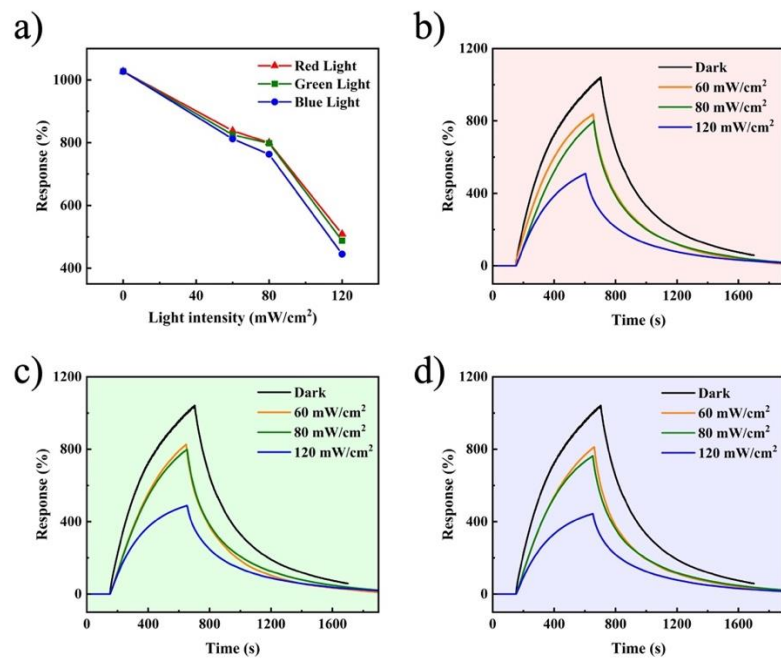 a)
Red Light
Green Light
Blue Light
Response (%)
1000
800
600
400
0
40
80
120
Light intensity (mW/cm²)
b)
Dark
60 mW/cm²
80 mW/cm²
120 mW/cm²
Response (%)
1200
800
400
0
0
400
800
1200
1600
Time (s)
c)
Dark
60 mW/cm²
80 mW/cm²
120 mW/cm²
Response (%)
1200
800
400
0
0
400
800
1200
1600
Time (s)
d)
Dark
60 mW/cm²
80 mW/cm²
120 mW/cm²
Response (%)
1200
800
400
0
0
400
800
1200
1600
Time (s)